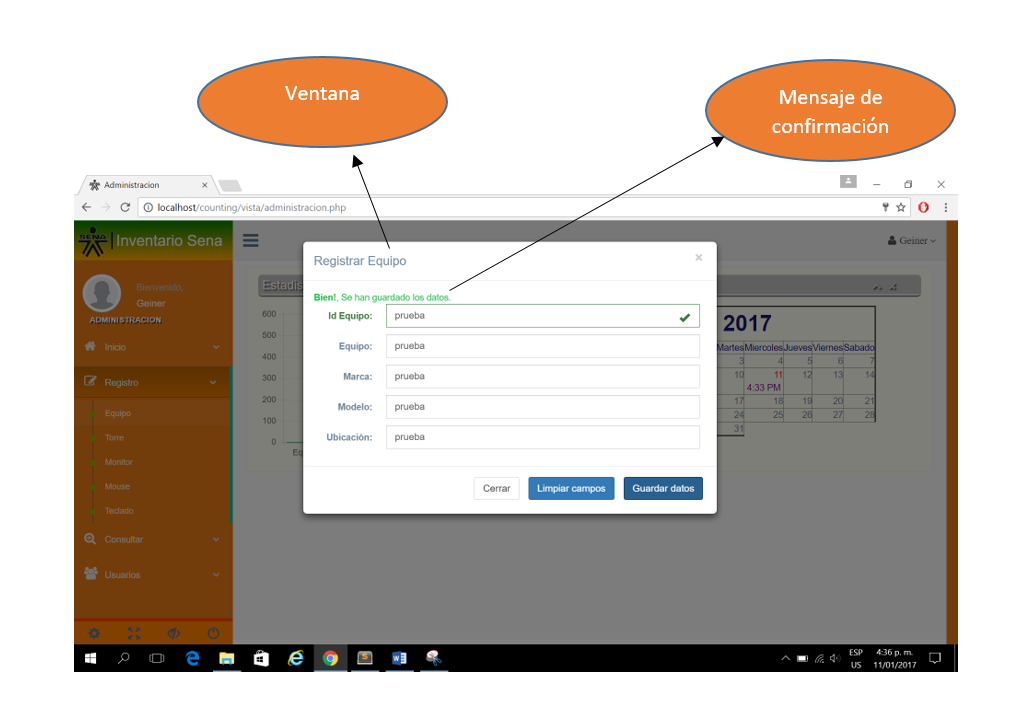 Ventana
Mensaje de
confirmación
Administracion
localhost/counting/vista/administracion.php
SENA
Inventario Sena
Geiner
Bienvenido,
Geiner
ADMINISTRACION
Inicio
Registro
Equipo
Torre
Monitor
Mouse
Teclado
Consultar
Usuarios
Estadis
600
500
400
300
200
100
0
Eq
Registrar Equipo
×
Bien!, Se han guardado los datos.
Id Equipo: prueba
Equipo: prueba
Marca: prueba
Modelo: prueba
Ubicación: prueba
Cerrar Limpiar campos Guardar datos
2017
Martes Miercoles Jueves Viernes Sabado
3 4 5 6 7
10 11 12 13 14
4:33 PM
17 18 19 20 21
24 25 26 27 28
31
ESP 4:36 p. m.
US 11/01/2017